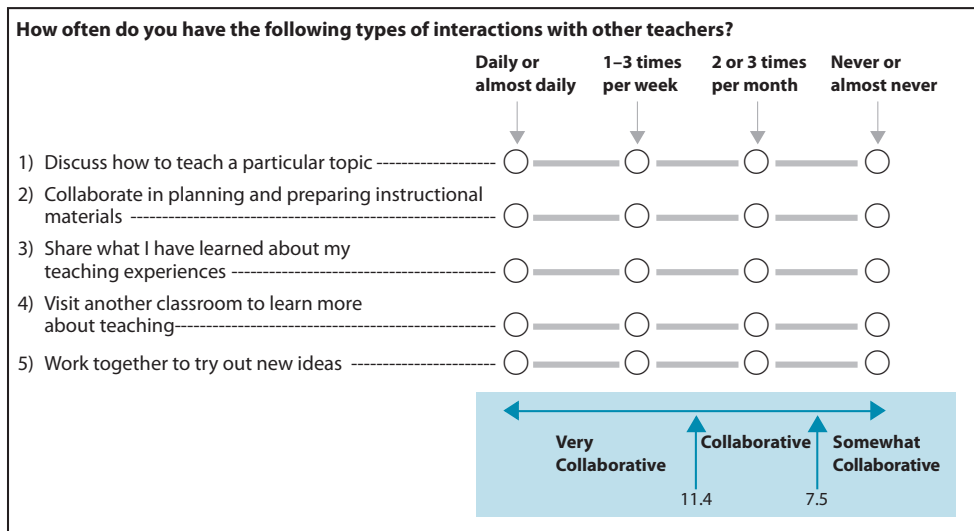 How often do you have the following types of interactions with other teachers?
Daily or almost daily
1–3 times per week
2 or 3 times per month
Never or almost never
1) Discuss how to teach a particular topic
2) Collaborate in planning and preparing instructional
materials
3) Share what I have learned about my
teaching experiences
4) Visit another classroom to learn more
about teaching
5) Work together to try out new ideas
Very
Collaborative
Collaborative
Somewhat
Collaborative
11.4
7.5